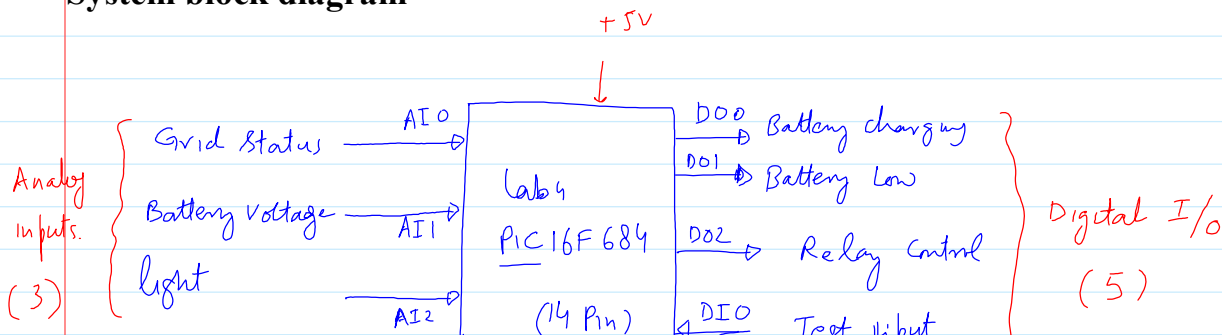 System block diagram
+5V
Grid Status
AI0
DO0
Battery charging
Analog
inputs.
(3)
Battery Voltage
AI1
Lab4
PIC16F684
(14 Pin)
DO1
Battery Low
DO2
Relay Control
Digital I/O
(5)
light
AI2
DI0
Test